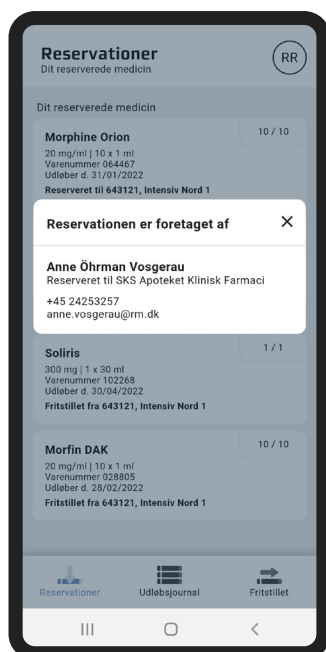 Reservationer
Dit reserverede medicin
RR
Dit reserverede medicin
Morphine Orion
10 / 10
20 mg/ml | 10 x 1 ml
Varenummer 064467
Udløber d. 31/01/2022
Reserveret til 643121, Intensiv Nord 1
Reservationen er foretaget af
Anne Öhrman Vosgerau
Reserveret til SKS Apoteket Klinisk Farmaci
+45 24253257
anne.vosgerau@rm.dk
Soliris
1 / 1
300 mg | 1 x 30 ml
Varenummer 102268
Udløber d. 30/04/2022
Fritstillet fra 643121, Intensiv Nord 1
Morfin DAK
10 / 10
20 mg/ml | 10 x 1 ml
Varenummer 028805
Udløber d. 28/02/2022
Fritstillet fra 643121, Intensiv Nord 1
Reservationer
Udløbsjournal
Fritstillet